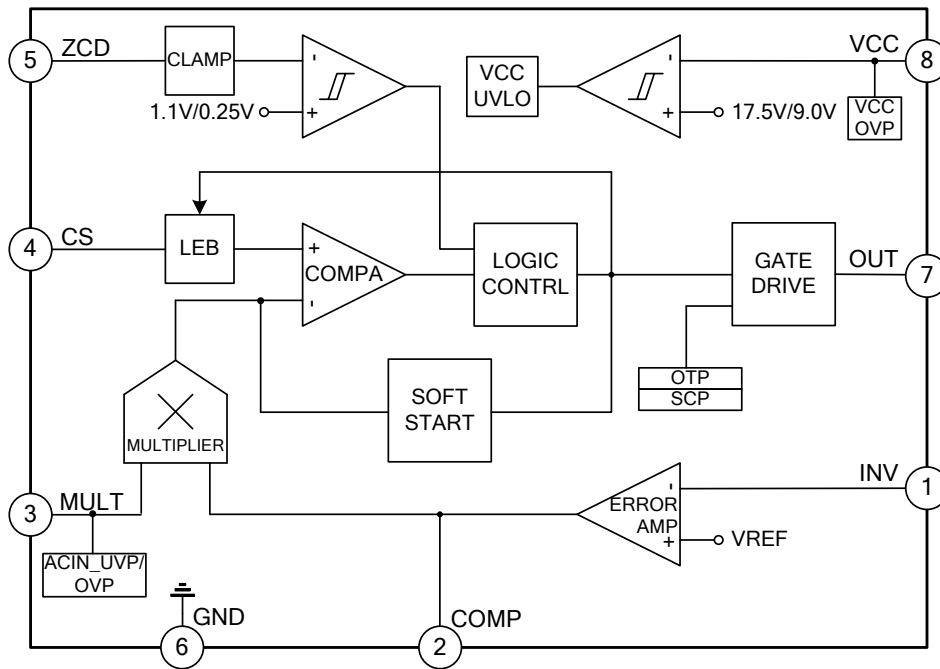 5
ZCD
CLAMP
-
+
1.1V/0.25V
VCC
UVLO
-
+
17.5V/9.0V
VCC
8
VCC
OVP
4
CS
LEB
+
COMPA
-
LOGIC
CONTRL
GATE
DRIVE
OUT
7
OTP
SCP
SOFT
START
MULTIPLIER
3
MULT
ACIN_UVP/
OVP
-
ERROR
AMP
+
VREF
INV
1
GND
6
COMP
2